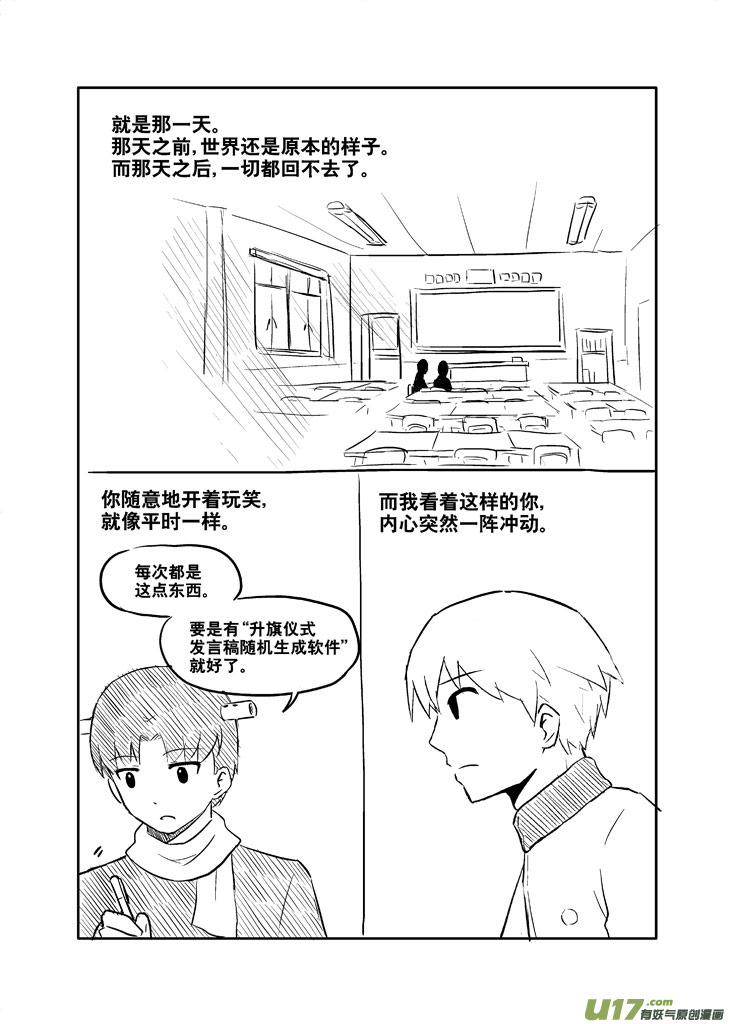 就是那一天。
那天之前,世界还是原本的样子。
而那天之后,一切都回不去了。
你随意地开着玩笑,
就像平时一样。
每次都是
这点东西。
要是有“升旗仪式
发言稿随机生成软件”
就好了。
而我看着这样的你,
内心突然一阵冲动。
U17.com
有妖气原创漫画